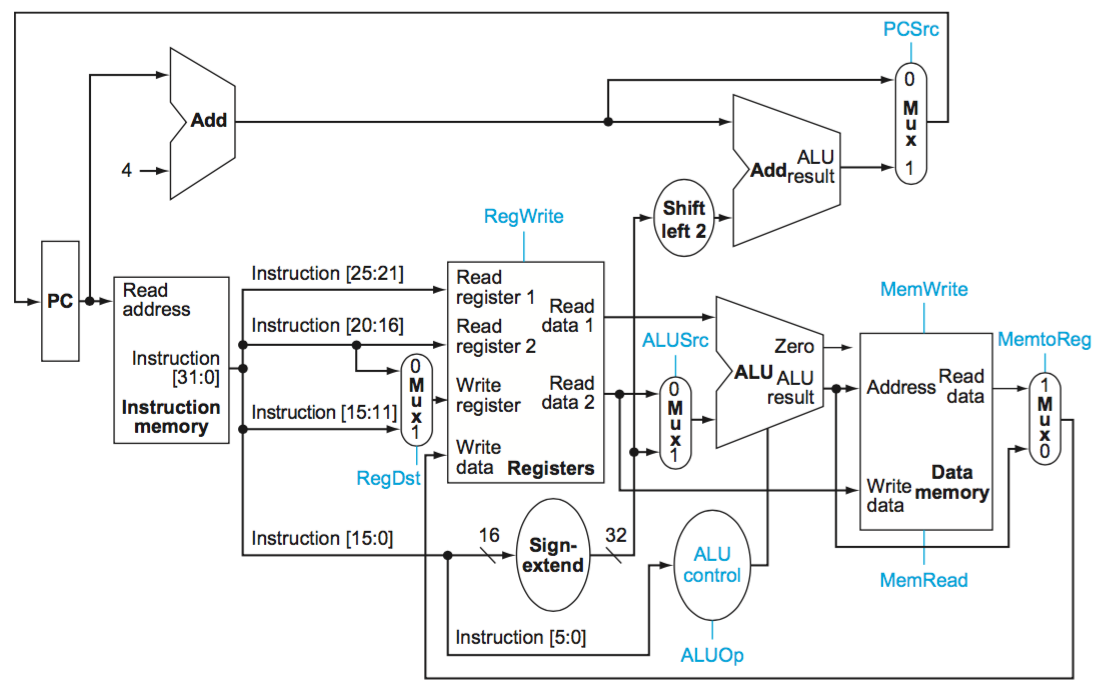 PCSrc
0
M
u
x
1
Add
4
Add
ALU
result
Shift
left 2
RegWrite
PC
Read
address
Instruction
[31:0]
Instruction
memory
Instruction [25:21]
Instruction [20:16]
Instruction [15:11]
0
M
u
x
1
RegDst
Read
register 1
Read
register 2
Write
register
Write
data
Read
data 1
Read
data 2
Registers
ALUSrc
0
M
u
x
1
Zero
ALU
ALU
result
MemWrite
Address
Read
data
Write
data
Data
memory
MemRead
MemtoReg
1
M
u
x
0
Instruction [15:0]
16
Sign-
extend
32
ALU
control
Instruction [5:0]
ALUOp